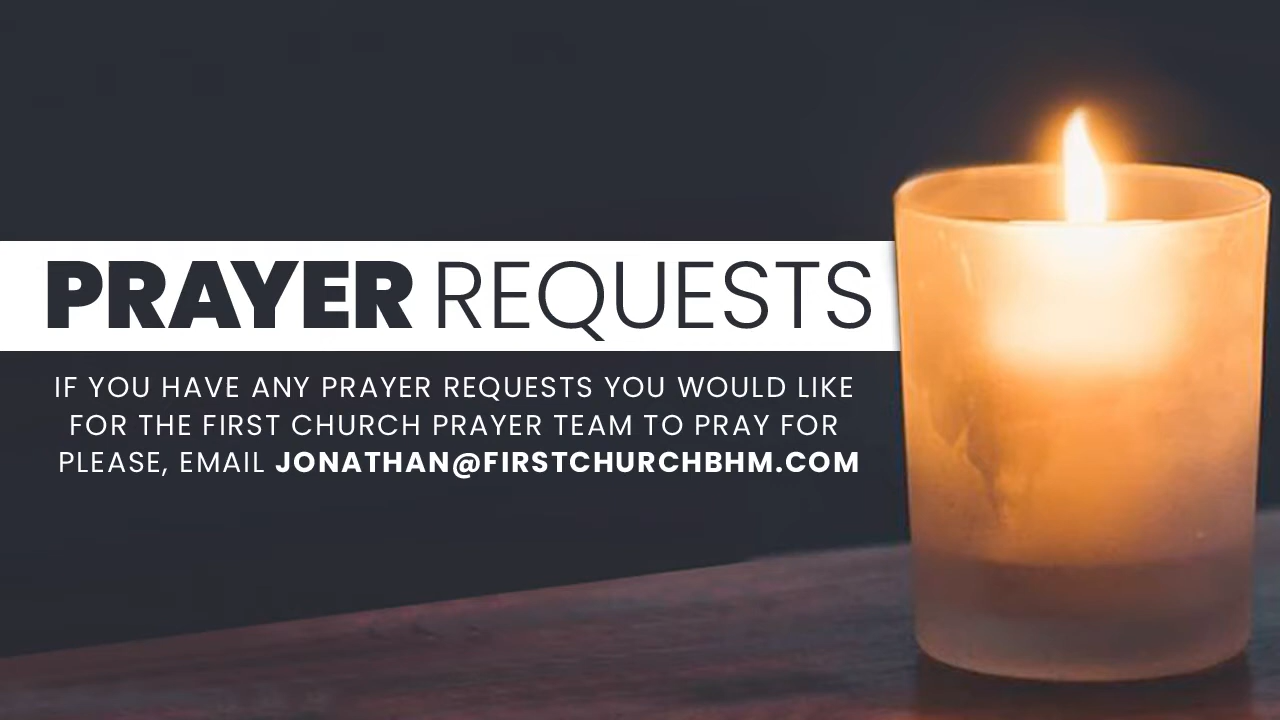 PRAYER REQUESTS
IF YOU HAVE ANY PRAYER REQUESTS YOU WOULD LIKE
FOR THE FIRST CHURCH PRAYER TEAM TO PRAY FOR
PLEASE, EMAIL JONATHAN@FIRSTCHURCHBHM.COM